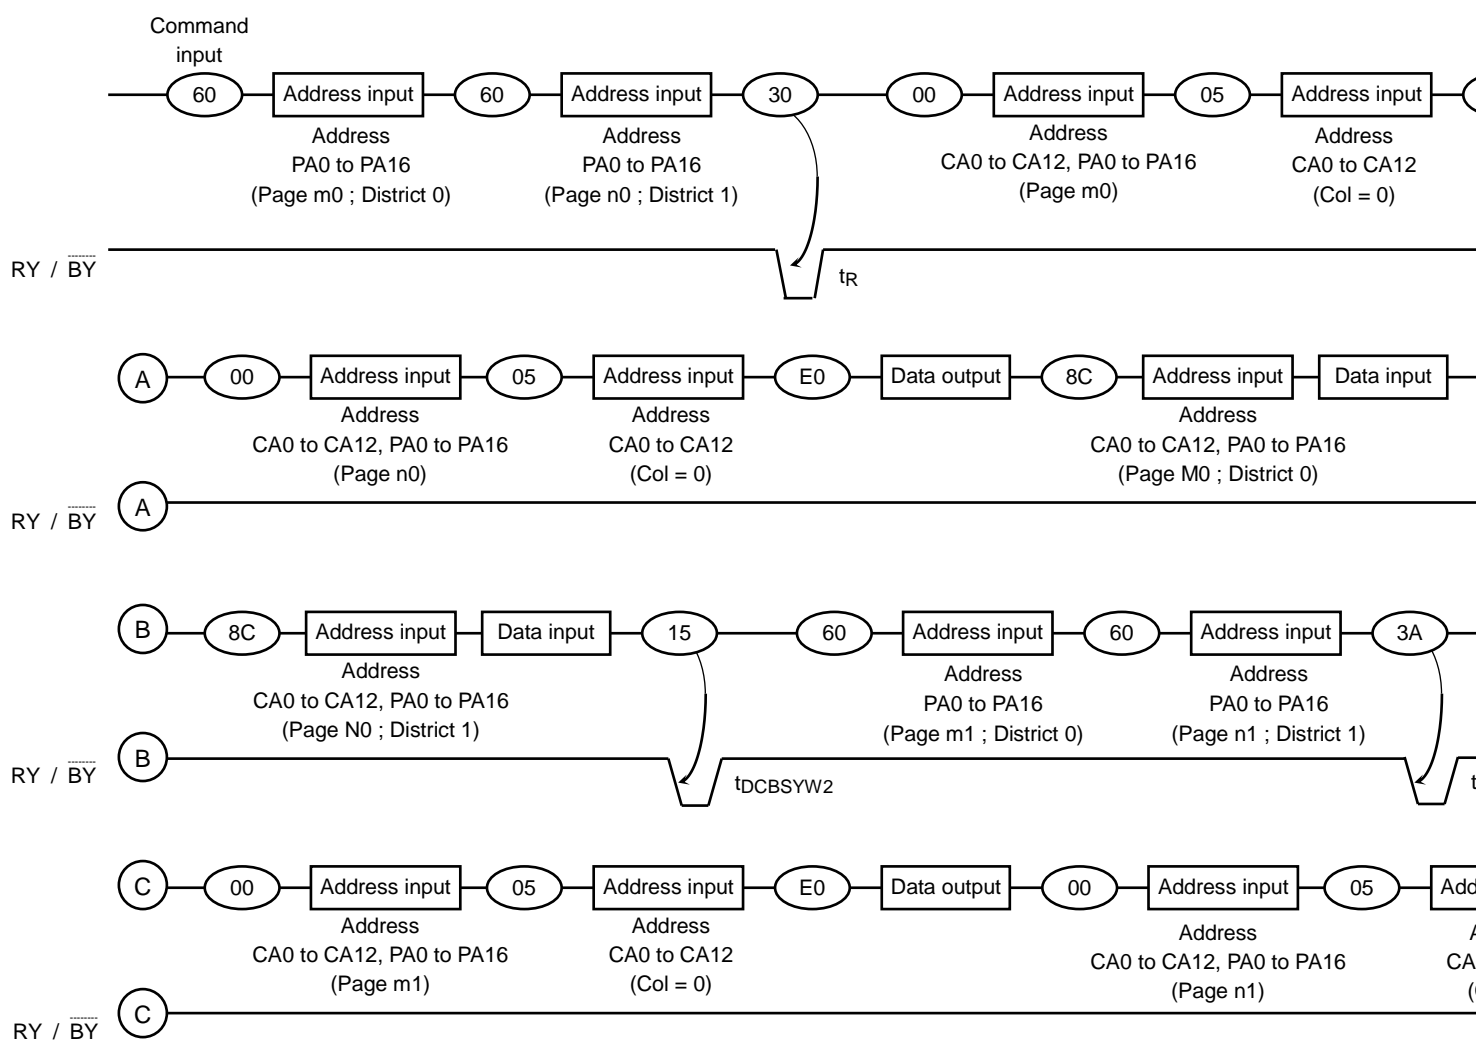 Command
input
60 Address input 60 Address input 30 00 Address input 05 Address input
Address
PA0 to PA16
(Page m0 ; District 0)
Address
PA0 to PA16
(Page n0 ; District 1)
Address
CA0 to CA12, PA0 to PA16
(Page m0)
Address
CA0 to CA12
(Col = 0)
RY / BY
tR
A 00 Address input 05 Address input E0 Data output 8C Address input Data input
Address
CA0 to CA12, PA0 to PA16
(Page n0)
Address
CA0 to CA12
(Col = 0)
Address
CA0 to CA12, PA0 to PA16
(Page M0 ; District 0)
RY / BY A
B 8C Address input Data input 15 60 Address input 60 Address input 3A
Address
CA0 to CA12, PA0 to PA16
(Page N0 ; District 1)
Address
PA0 to PA16
(Page m1 ; District 0)
Address
PA0 to PA16
(Page n1 ; District 1)
RY / BY B
tDCBSYW2
t
C 00 Address input 05 Address input E0 Data output 00 Address input 05 Add
Address
CA0 to CA12, PA0 to PA16
(Page m1)
Address
CA0 to CA12
(Col = 0)
Address
CA0 to CA12, PA0 to PA16
(Page n1)
CA
RY / BY C